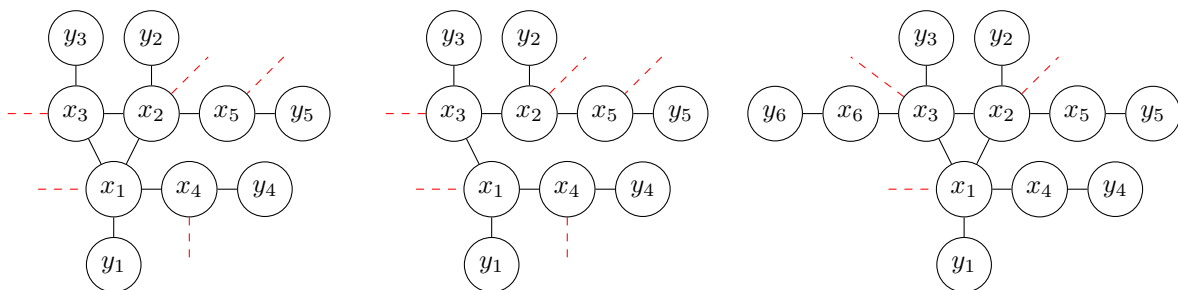 y₃ y₂ y₃ y₂ y₃ y₂
x₃ x₂ x₅ y₅ x₃ x₂ x₅ y₅ y₆ x₆ x₃ x₂ x₅ y₅
x₁ x₄ y₄ x₁ x₄ y₄ x₁ x₄ y₄
y₁ y₁ y₁